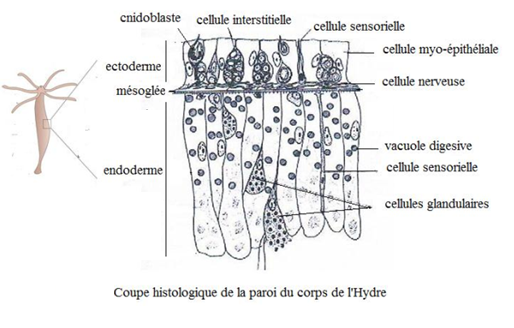 cnidoblaste
cellule interstitielle
cellule sensorielle
cellule myo-épithéliale
ectoderme
cellule nerveuse
mésoglée
vacuole digesive
endoderme
cellule sensorielle
cellules glandulaires
Coupe histologique de la paroi du corps de l'Hydre